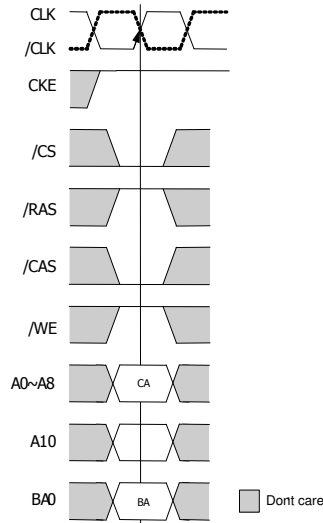 CLK
/CLK
CKE
/CS
/RAS
/CAS
/WE
A0~A8
CA
A10
BA0
BA
Dont care